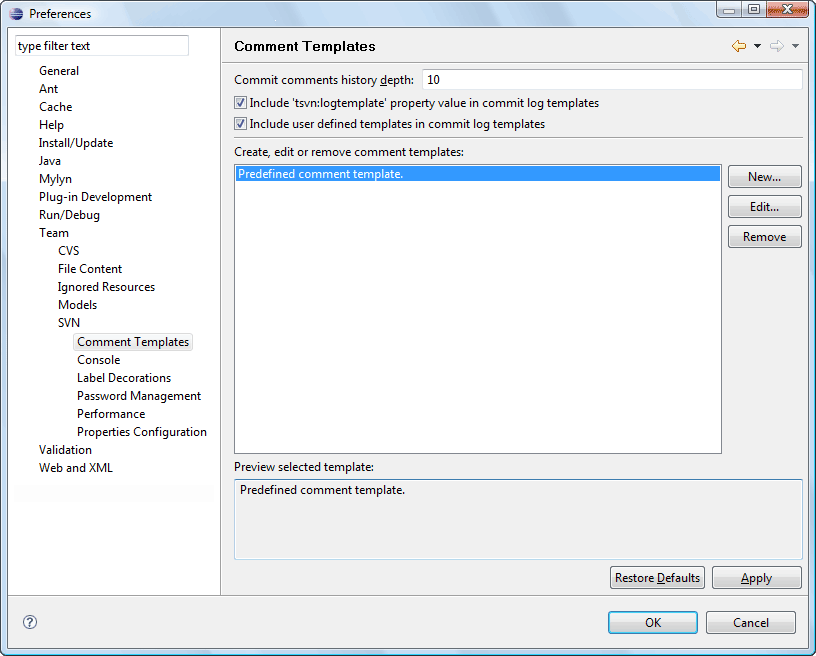 Preferences
type filter text
General
Ant
Cache
Help
Install/Update
Java
Mylyn
Plug-in Development
Run/Debug
Team
CVS
File Content
Ignored Resources
Models
SVN
Comment Templates
Console
Label Decorations
Password Management
Performance
Properties Configuration
Validation
Web and XML
Comment Templates
Commit comments history depth: 10
Include 'tsvn:logtemplate' property value in commit log templates
Include user defined templates in commit log templates
Create, edit or remove comment templates:
Predefined comment template.
New...
Edit...
Remove
Preview selected template:
Predefined comment template.
Restore Defaults Apply
? OK Cancel